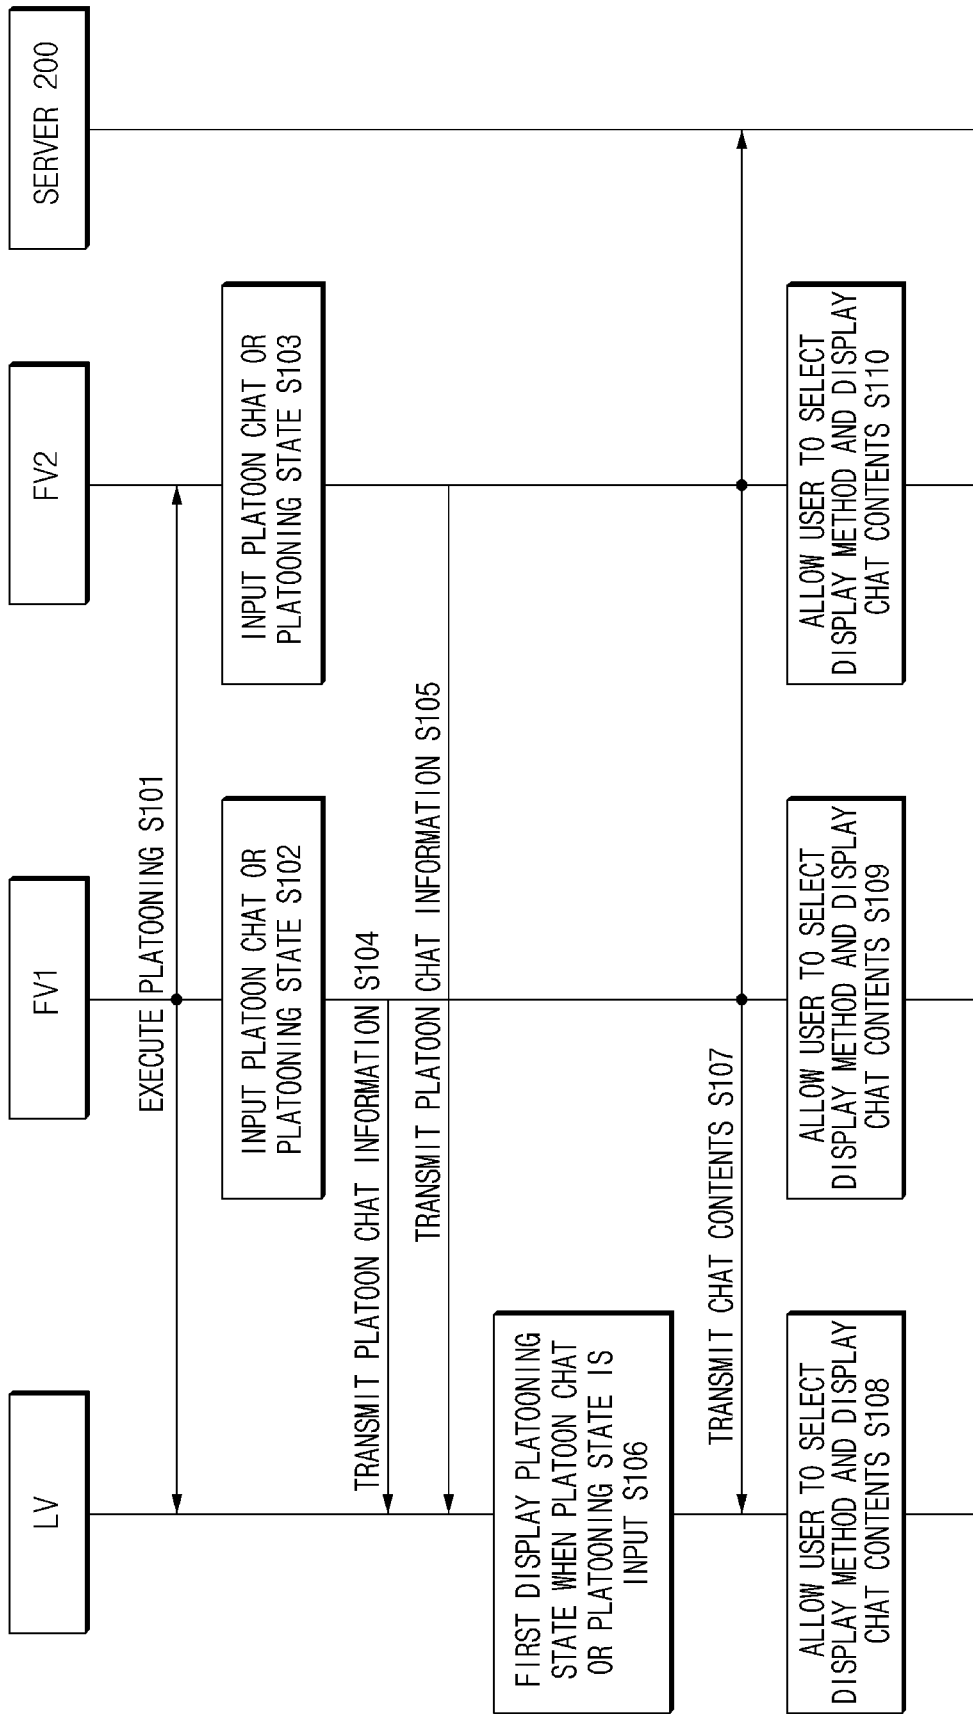 LV
FV1
FV2
SERVER 200
EXECUTE PLATOONING S101
INPUT PLATOON CHAT OR
PLATOONING STATE S102
INPUT PLATOON CHAT OR
PLATOONING STATE S103
TRANSMIT PLATOON CHAT INFORMATION S104
TRANSMIT PLATOON CHAT INFORMATION S105
FIRST DISPLAY PLATOONING
STATE WHEN PLATOON CHAT
OR PLATOONING STATE IS
INPUT S106
TRANSMIT CHAT CONTENTS S107
ALLOW USER TO SELECT
DISPLAY METHOD AND DISPLAY
CHAT CONTENTS S108
ALLOW USER TO SELECT
DISPLAY METHOD AND DISPLAY
CHAT CONTENTS S109
ALLOW USER TO SELECT
DISPLAY METHOD AND DISPLAY
CHAT CONTENTS S110